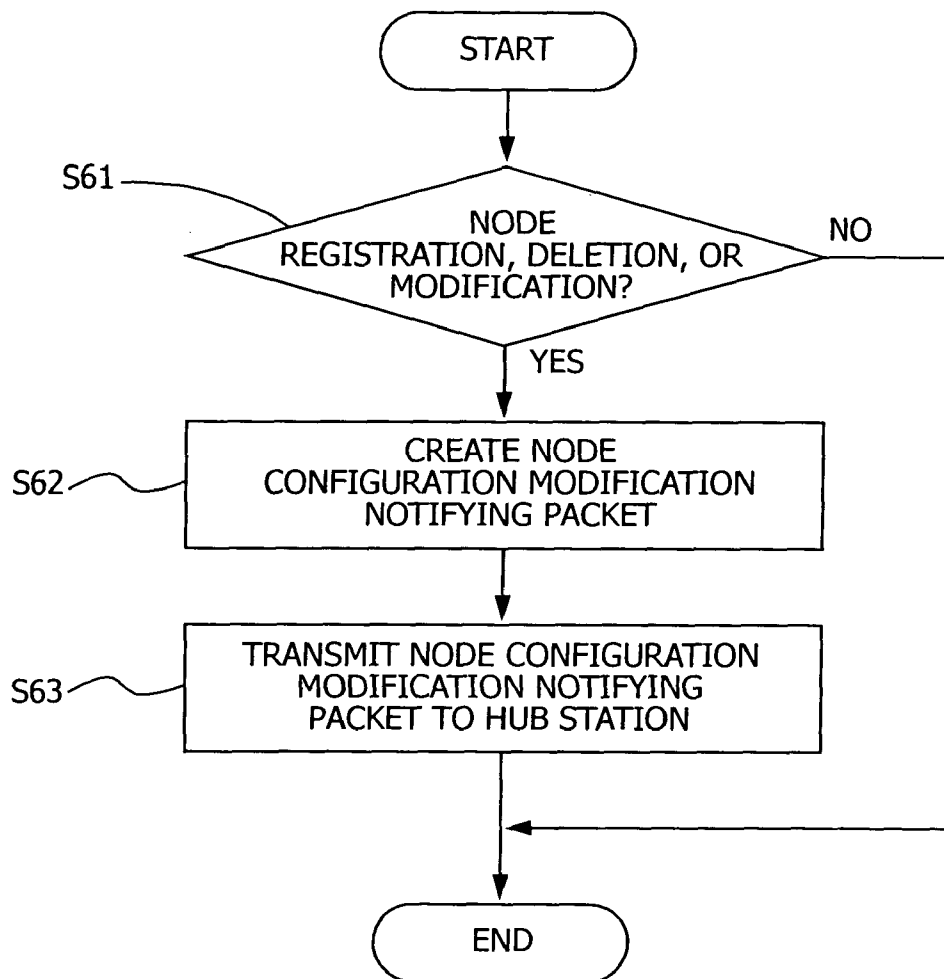 START
S61
NODE
REGISTRATION, DELETION, OR
MODIFICATION?
NO
YES
S62
CREATE NODE
CONFIGURATION MODIFICATION
NOTIFYING PACKET
S63
TRANSMIT NODE CONFIGURATION
MODIFICATION NOTIFYING
PACKET TO HUB STATION
END